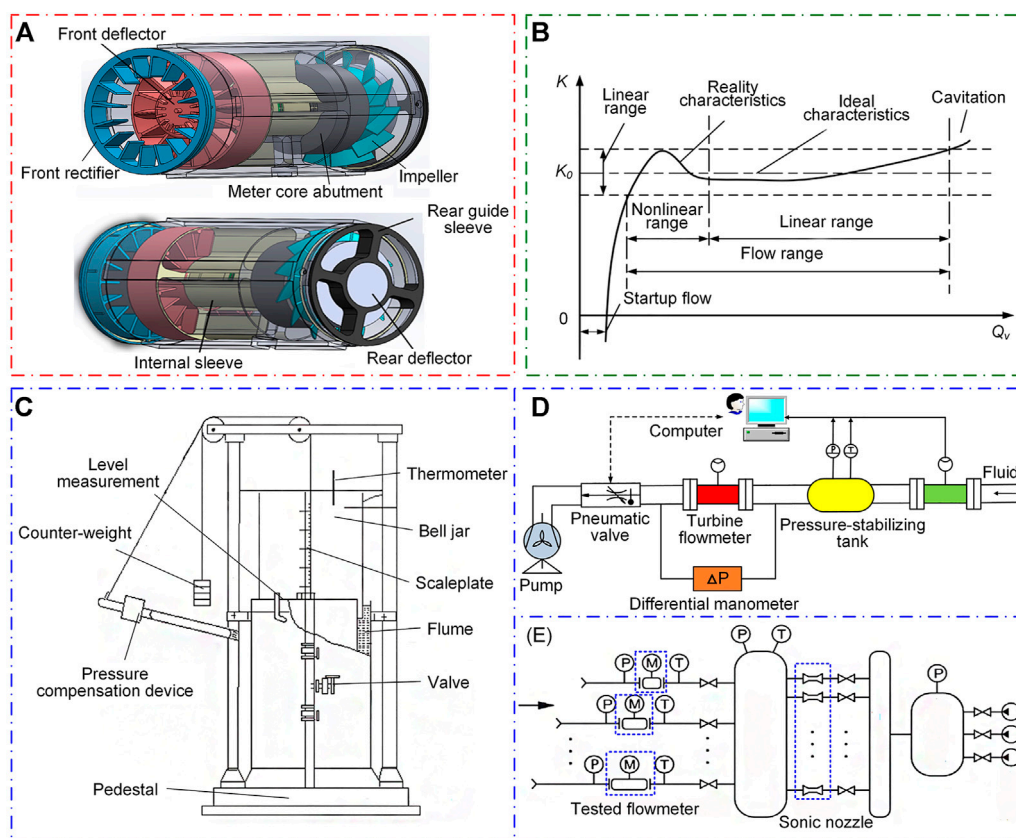 A
Front deflector
Front rectifier
Meter core abutment
Impeller
Rear guide
sleeve
Internal sleeve
Rear deflector
B
K
Linear
range
Reality
characteristics
Ideal
characteristics
Cavitation
K₀
Nonlinear
range
Linear range
Flow range
Startup flow
0
Qᵥ
C
Level
measurement
Counter-weight
Pressure
compensation device
Pedestal
Thermometer
Bell jar
Scaleplate
Flume
Valve
D
Computer
P
T
Fluid
Pneumatic
valve
Turbine
flowmeter
Pressure-stabilizing
tank
Pump
ΔP
Differential manometer
(E)
P
M
T
P
T
P
M
T
P
P
M
T
Tested flowmeter
Sonic nozzle